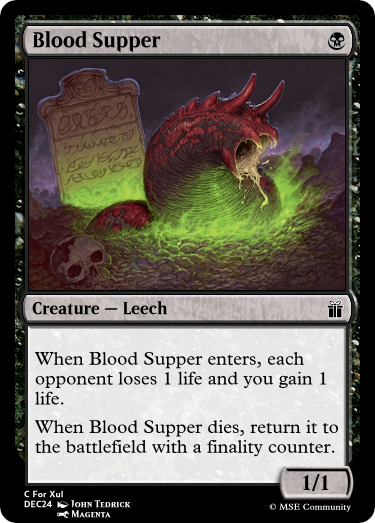 Blood Supper
Creature — Leech
When Blood Supper enters, each
opponent loses 1 life and you gain 1
life.
When Blood Supper dies, return it to
the battlefield with a finality counter.
1/1
C For Xul
DEC24 John Tedrick
Magenta
© MSE Community